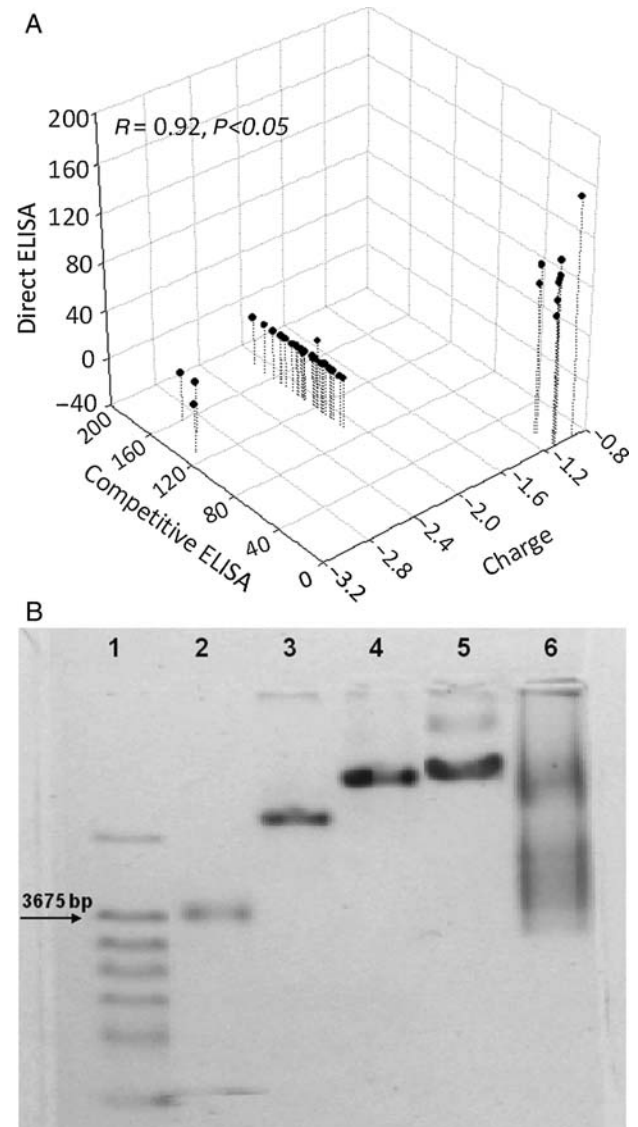 A
R = 0.92, P<0.05
Direct ELISA
200
160
120
80
40
0
−40
Competitive ELISA
200
160
120
80
40
0
Charge
−3.2
−2.8
−2.4
−2.0
−1.6
−1.2
−0.8
B
1 2 3 4 5 6
3675 bp